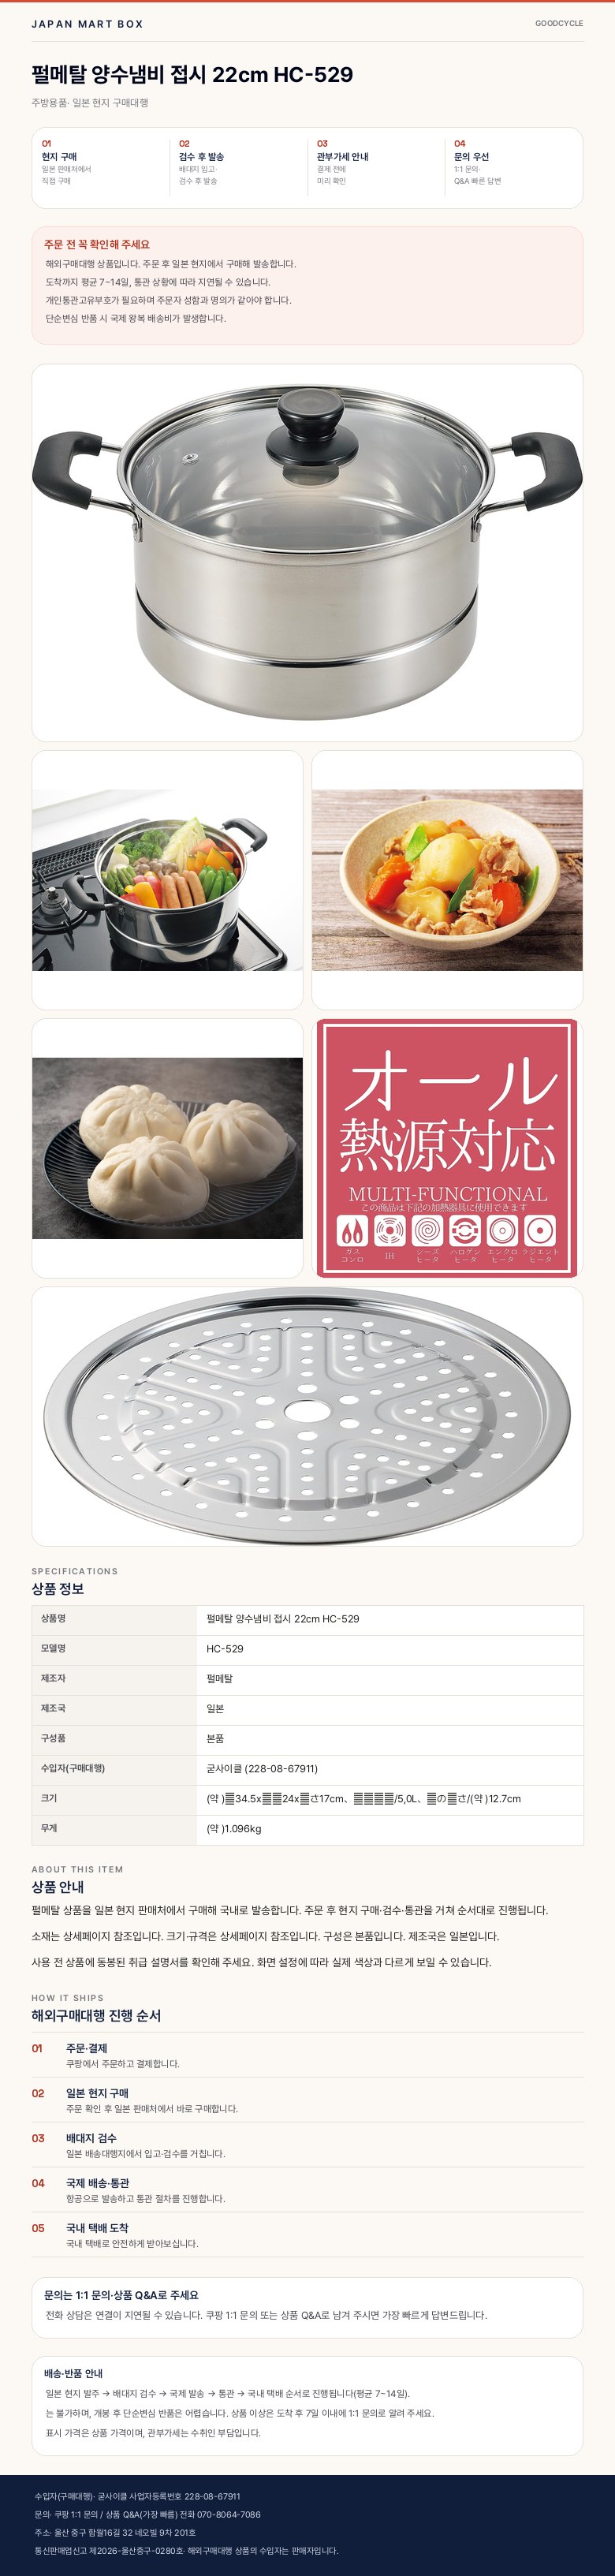 JAPAN MART BOX
GOODCYCLE
펄메탈 양수냄비 접시 22cm HC-529
주방용품· 일본 현지 구매대행
01
현지 구매
일본 판매처에서
직접 구매
02
검수 후 발송
배대지 입고·
검수 후 발송
03
관부가세 안내
결제 전에
미리 확인
04
문의 우선
1:1 문의·
Q&A 빠른 답변
주문 전 꼭 확인해 주세요
해외구매대행 상품입니다. 주문 후 일본 현지에서 구매해 발송합니다.
도착까지 평균 7~14일, 통관 상황에 따라 지연될 수 있습니다.
개인통관고유부호가 필요하며 주문자 성함과 명의가 같아야 합니다.
단순변심 반품 시 국제 왕복 배송비가 발생합니다.
オール
熱源対応
MULTI-FUNCTIONAL
この商品は下記の加熱器具に使用できます
ガス
コンロ
IH
シーズ
ヒータ
ハロゲン
ヒータ
エンクロ
ヒータ
ラジエント
ヒータ
SPECIFICATIONS
상품 정보
상품명 펄메탈 양수냄비 접시 22cm HC-529
모델명 HC-529
제조자 펄메탈
제조국 일본
구성품 본품
수입자(구매대행) 굳사이클 (228-08-67911)
크기 (약 )34.5x24xさ17cm、/5,0L、のさ/(약 )12.7cm
무게 (약 )1.096kg
ABOUT THIS ITEM
상품 안내
펄메탈 상품을 일본 현지 판매처에서 구매해 국내로 발송합니다. 주문 후 현지 구매·검수·통관을 거쳐 순서대로 진행됩니다.
소재는 상세페이지 참조입니다. 크기·규격은 상세페이지 참조입니다. 구성은 본품입니다. 제조국은 일본입니다.
사용 전 상품에 동봉된 취급 설명서를 확인해 주세요. 화면 설정에 따라 실제 색상과 다르게 보일 수 있습니다.
HOW IT SHIPS
해외구매대행 진행 순서
01 주문·결제
쿠팡에서 주문하고 결제합니다.
02 일본 현지 구매
주문 확인 후 일본 판매처에서 바로 구매합니다.
03 배대지 검수
일본 배송대행지에서 입고·검수를 거칩니다.
04 국제 배송·통관
항공으로 발송하고 통관 절차를 진행합니다.
05 국내 택배 도착
국내 택배로 안전하게 받아보십니다.
문의는 1:1 문의·상품 Q&A로 주세요
전화 상담은 연결이 지연될 수 있습니다. 쿠팡 1:1 문의 또는 상품 Q&A로 남겨 주시면 가장 빠르게 답변드립니다.
배송·반품 안내
일본 현지 발주 → 배대지 검수 → 국제 발송 → 통관 → 국내 택배 순서로 진행됩니다(평균 7~14일).
는 불가하며, 개봉 후 단순변심 반품은 어렵습니다. 상품 이상은 도착 후 7일 이내에 1:1 문의로 알려 주세요.
표시 가격은 상품 가격이며, 관부가세는 수취인 부담입니다.
수입자(구매대행)· 굳사이클 사업자등록번호 228-08-67911
문의· 쿠팡 1:1 문의 / 상품 Q&A(가장 빠름) 전화 070-8064-7086
주소· 울산 중구 함월16길 32 네오빌 9차 201호
통신판매업신고 제2026-울산중구-0280호· 해외구매대행 상품의 수입자는 판매자입니다.